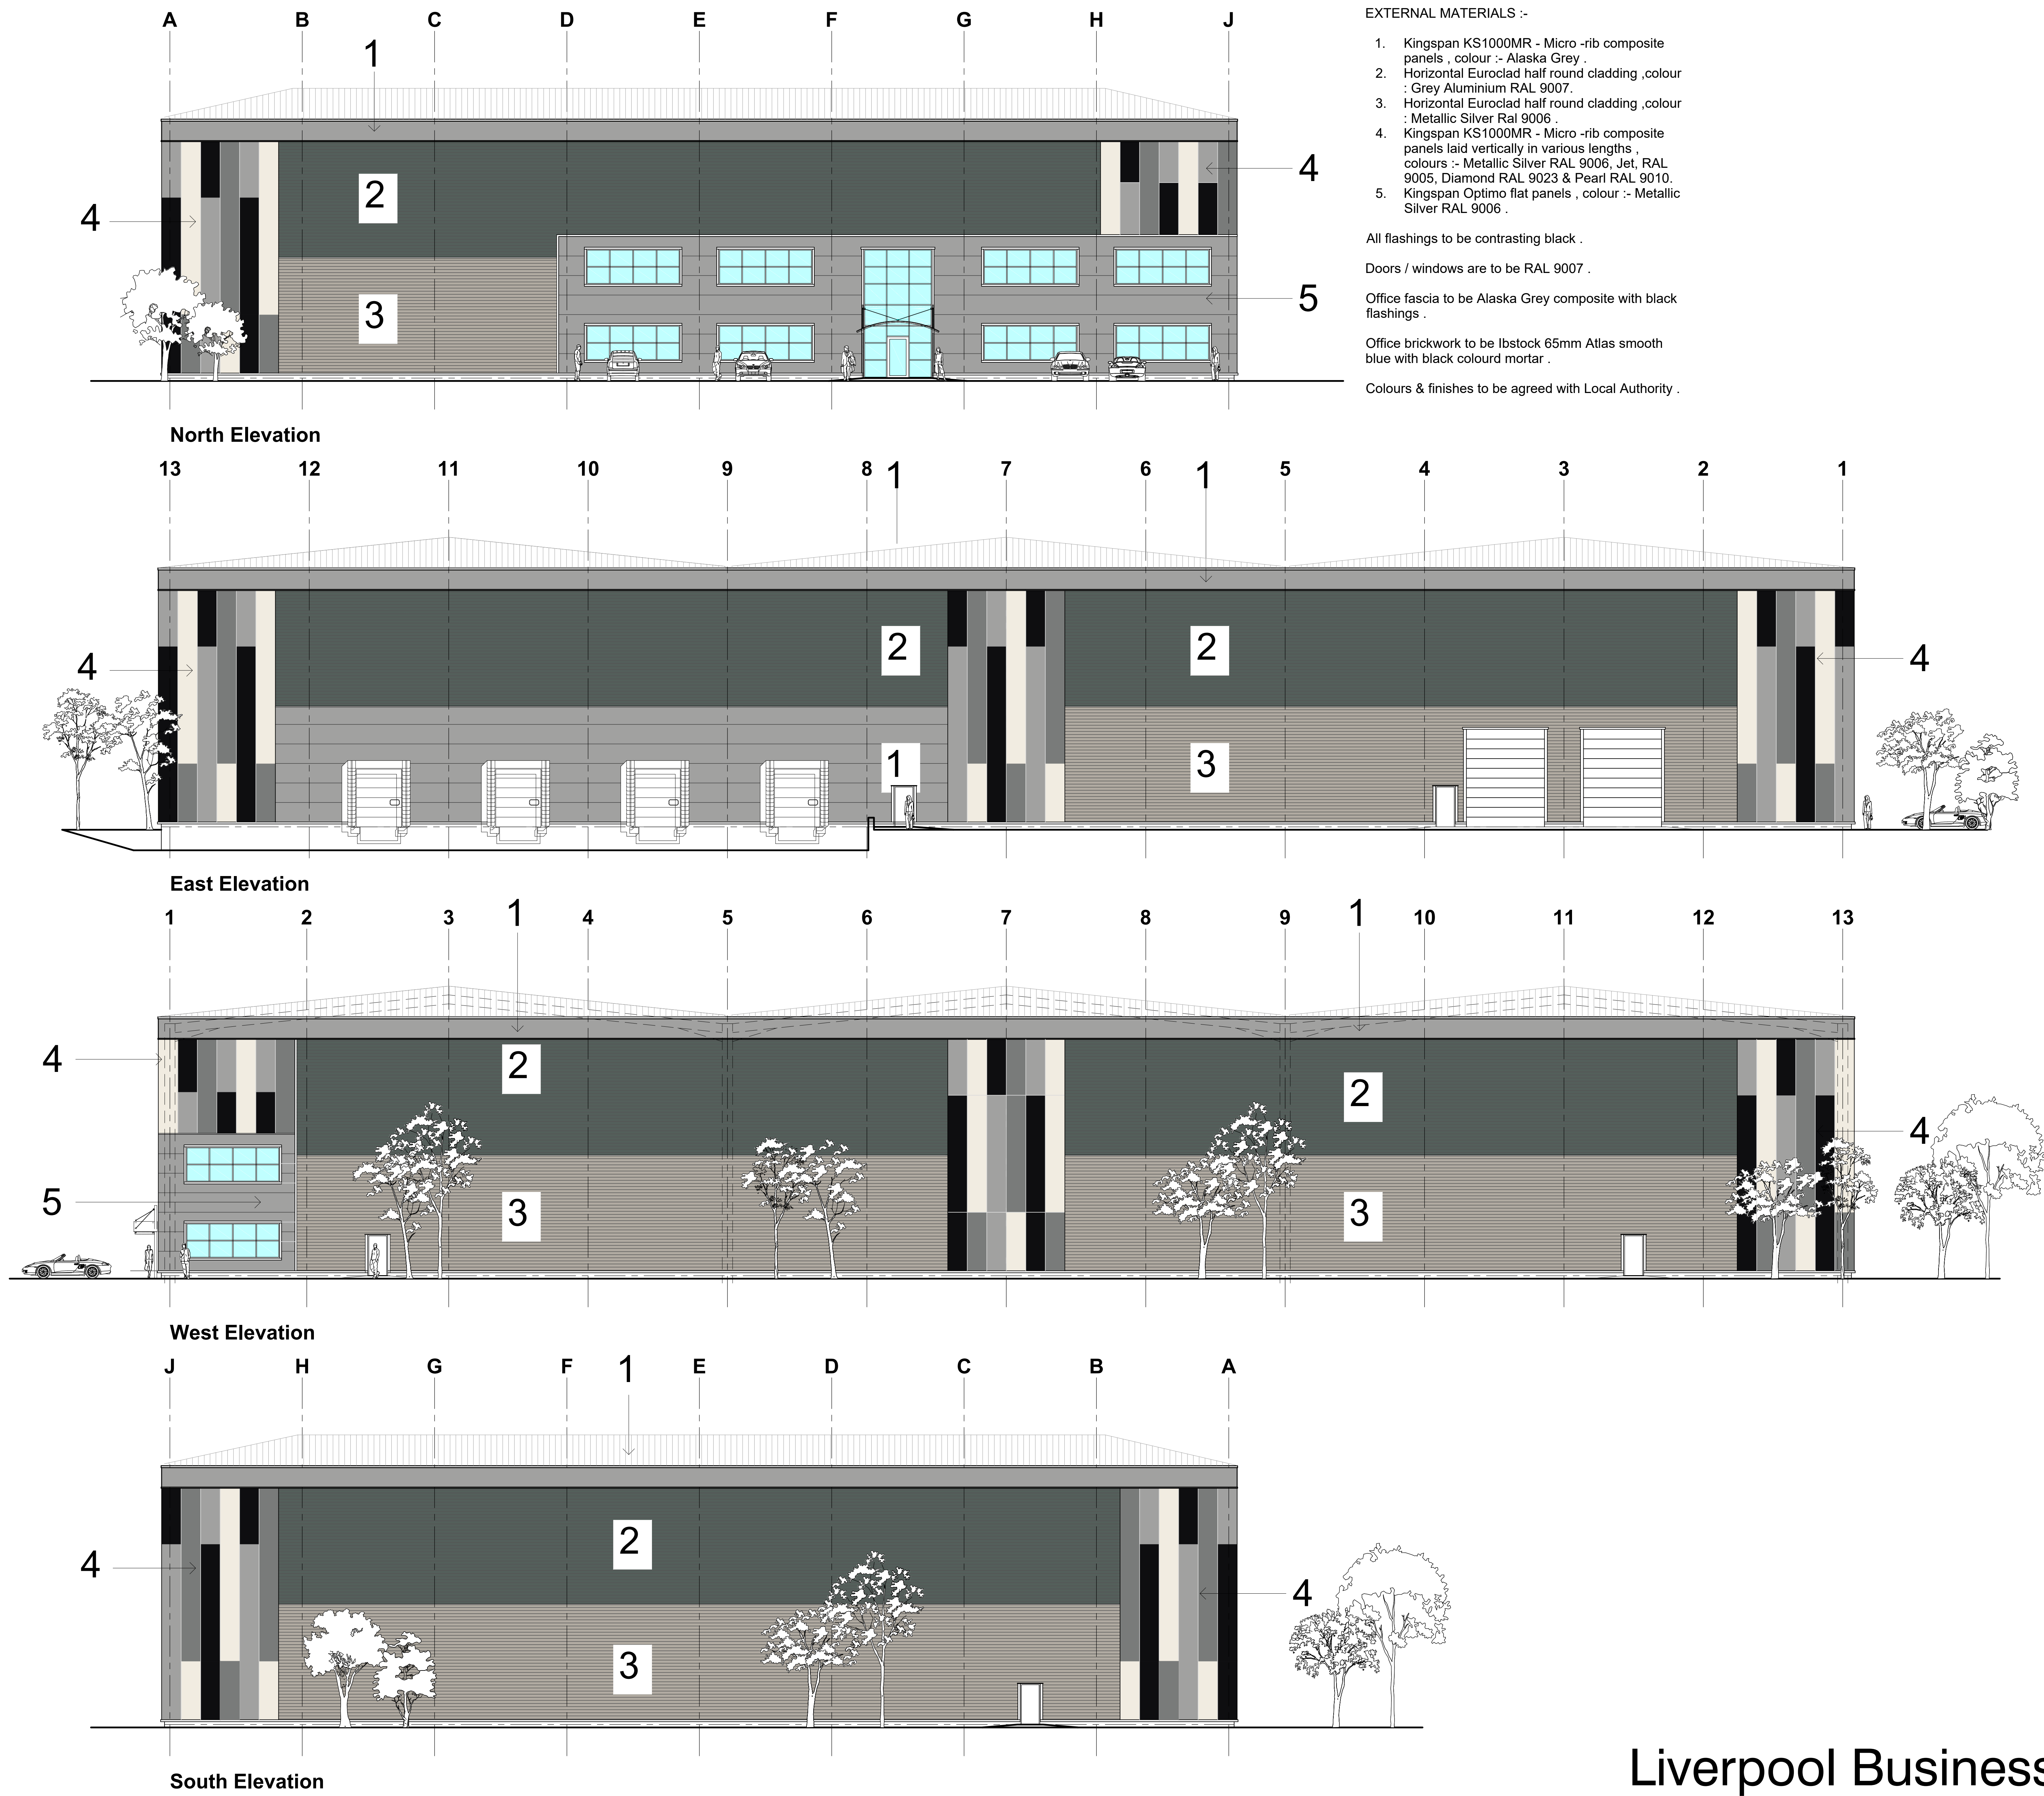 A B C D E F G H J
1
EXTERNAL MATERIALS :-
1. Kingspan KS1000MR - Micro -rib composite
panels , colour :- Alaska Grey .
2. Horizontal Euroclad half round cladding ,colour
: Grey Aluminium RAL 9007.
3. Horizontal Euroclad half round cladding ,colour
: Metallic Silver Ral 9006 .
4. Kingspan KS1000MR - Micro -rib composite
panels laid vertically in various lengths ,
colours :- Metallic Silver RAL 9006, Jet, RAL
9005, Diamond RAL 9023 & Pearl RAL 9010.
5. Kingspan Optimo flat panels , colour :- Metallic
Silver RAL 9006 .
All flashings to be contrasting black .
Doors / windows are to be RAL 9007 .
Office fascia to be Alaska Grey composite with black
flashings .
Office brickwork to be Ibstock 65mm Atlas smooth
blue with black colourd mortar .
Colours & finishes to be agreed with Local Authority .
4
2
4
3
5
North Elevation
13 12 11 10 9 8 1 7 6 1 5 4 3 2 1
4
2
2
4
1
3
East Elevation
1 2 3 1 4 5 6 7 8 9 1 10 11 12 13
4
2
2
4
5
3
3
West Elevation
J H G F 1 E D C B A
4
2
4
3
South Elevation
Liverpool Business